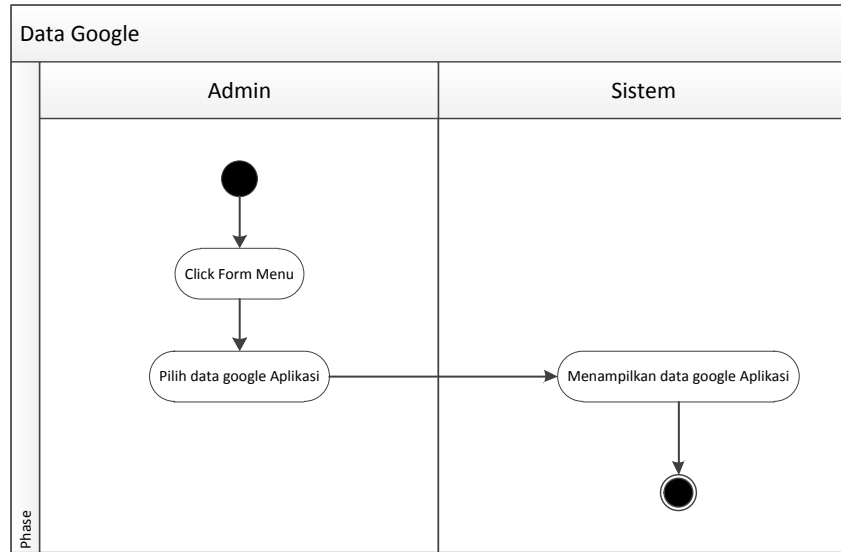 Data Google
Admin
Sistem
Click Form Menu
Pilih data google Aplikasi
Menampilkan data google Aplikasi
Phase